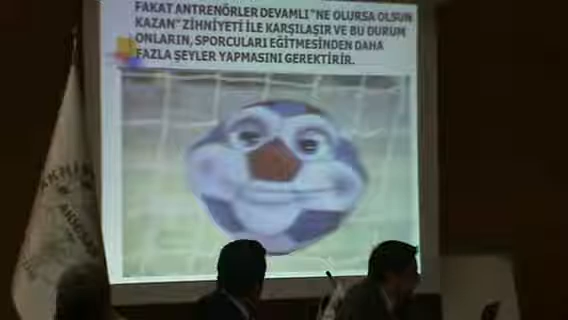 FAKAT ANTRENÖRLER DEVAMLI "NE OLURSA OLSUN
KAZAN" ZİHNİYETİ İLE KARŞILAŞIR VE BU DURUM
ONLARIN, SPORCULARI EĞİTMESİNDEN DAHA
FAZLA ŞEYLER YAPMASINI GEREKTİRİR.